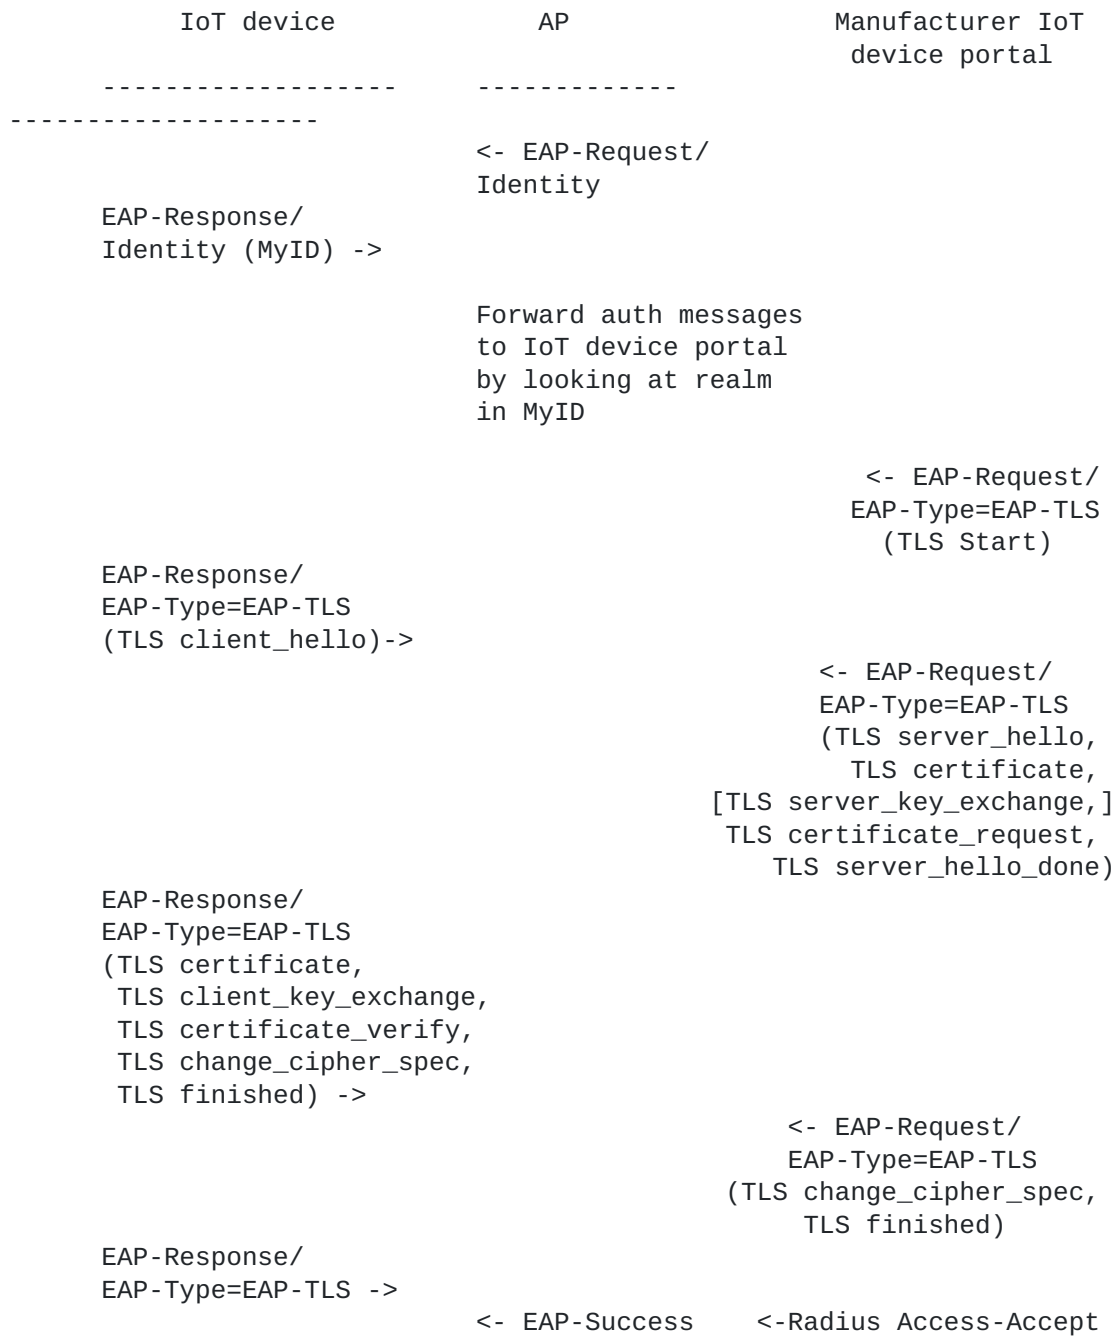 IoT device AP Manufacturer IoT
device portal
------------------- -------------
--------------------
<- EAP-Request/
Identity
EAP-Response/
Identity (MyID) ->
Forward auth messages
to IoT device portal
by looking at realm
in MyID
<- EAP-Request/
EAP-Type=EAP-TLS
(TLS Start)
EAP-Response/
EAP-Type=EAP-TLS
(TLS client_hello)->
<- EAP-Request/
EAP-Type=EAP-TLS
(TLS server_hello,
TLS certificate,
[TLS server_key_exchange,]
TLS certificate_request,
TLS server_hello_done)
EAP-Response/
EAP-Type=EAP-TLS
(TLS certificate,
TLS client_key_exchange,
TLS certificate_verify,
TLS change_cipher_spec,
TLS finished) ->
<- EAP-Request/
EAP-Type=EAP-TLS
(TLS change_cipher_spec,
TLS finished)
EAP-Response/
EAP-Type=EAP-TLS ->
<- EAP-Success <-Radius Access-Accept